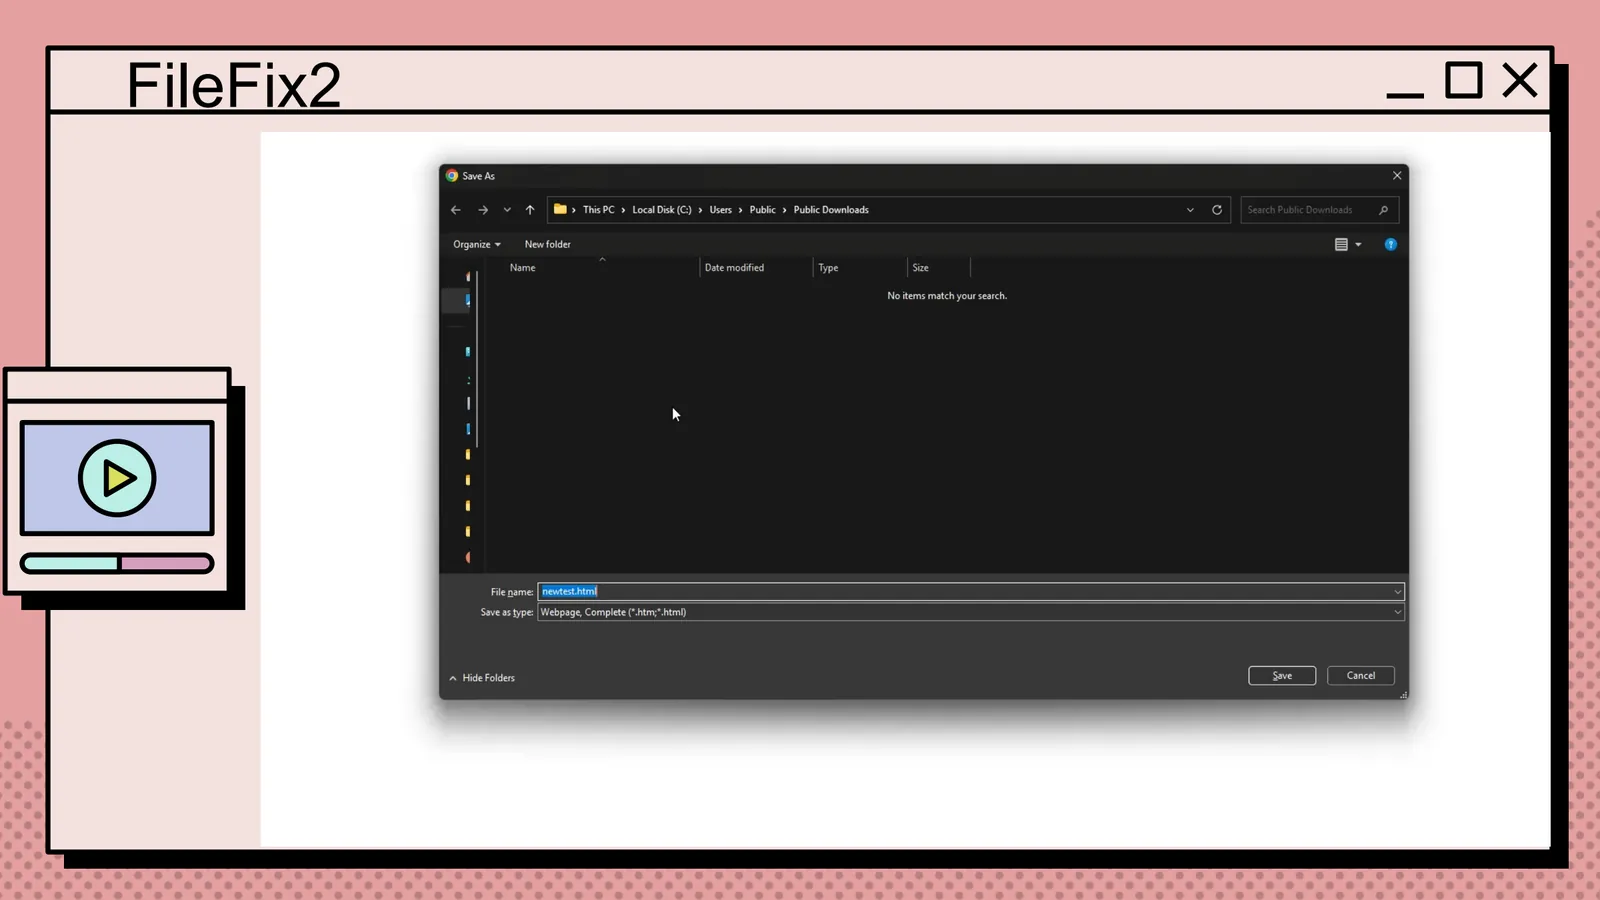 FileFix2
Save As
This PC > Local Disk (C:) > Users > Public > Public Downloads
Search Public Downloads
Organize
New folder
?
Name
Date modified
Type
Size
No items match your search.
File name:
newtest.html
Save as type:
Webpage, Complete (*.htm;*.html)
Hide Folders
Save
Cancel